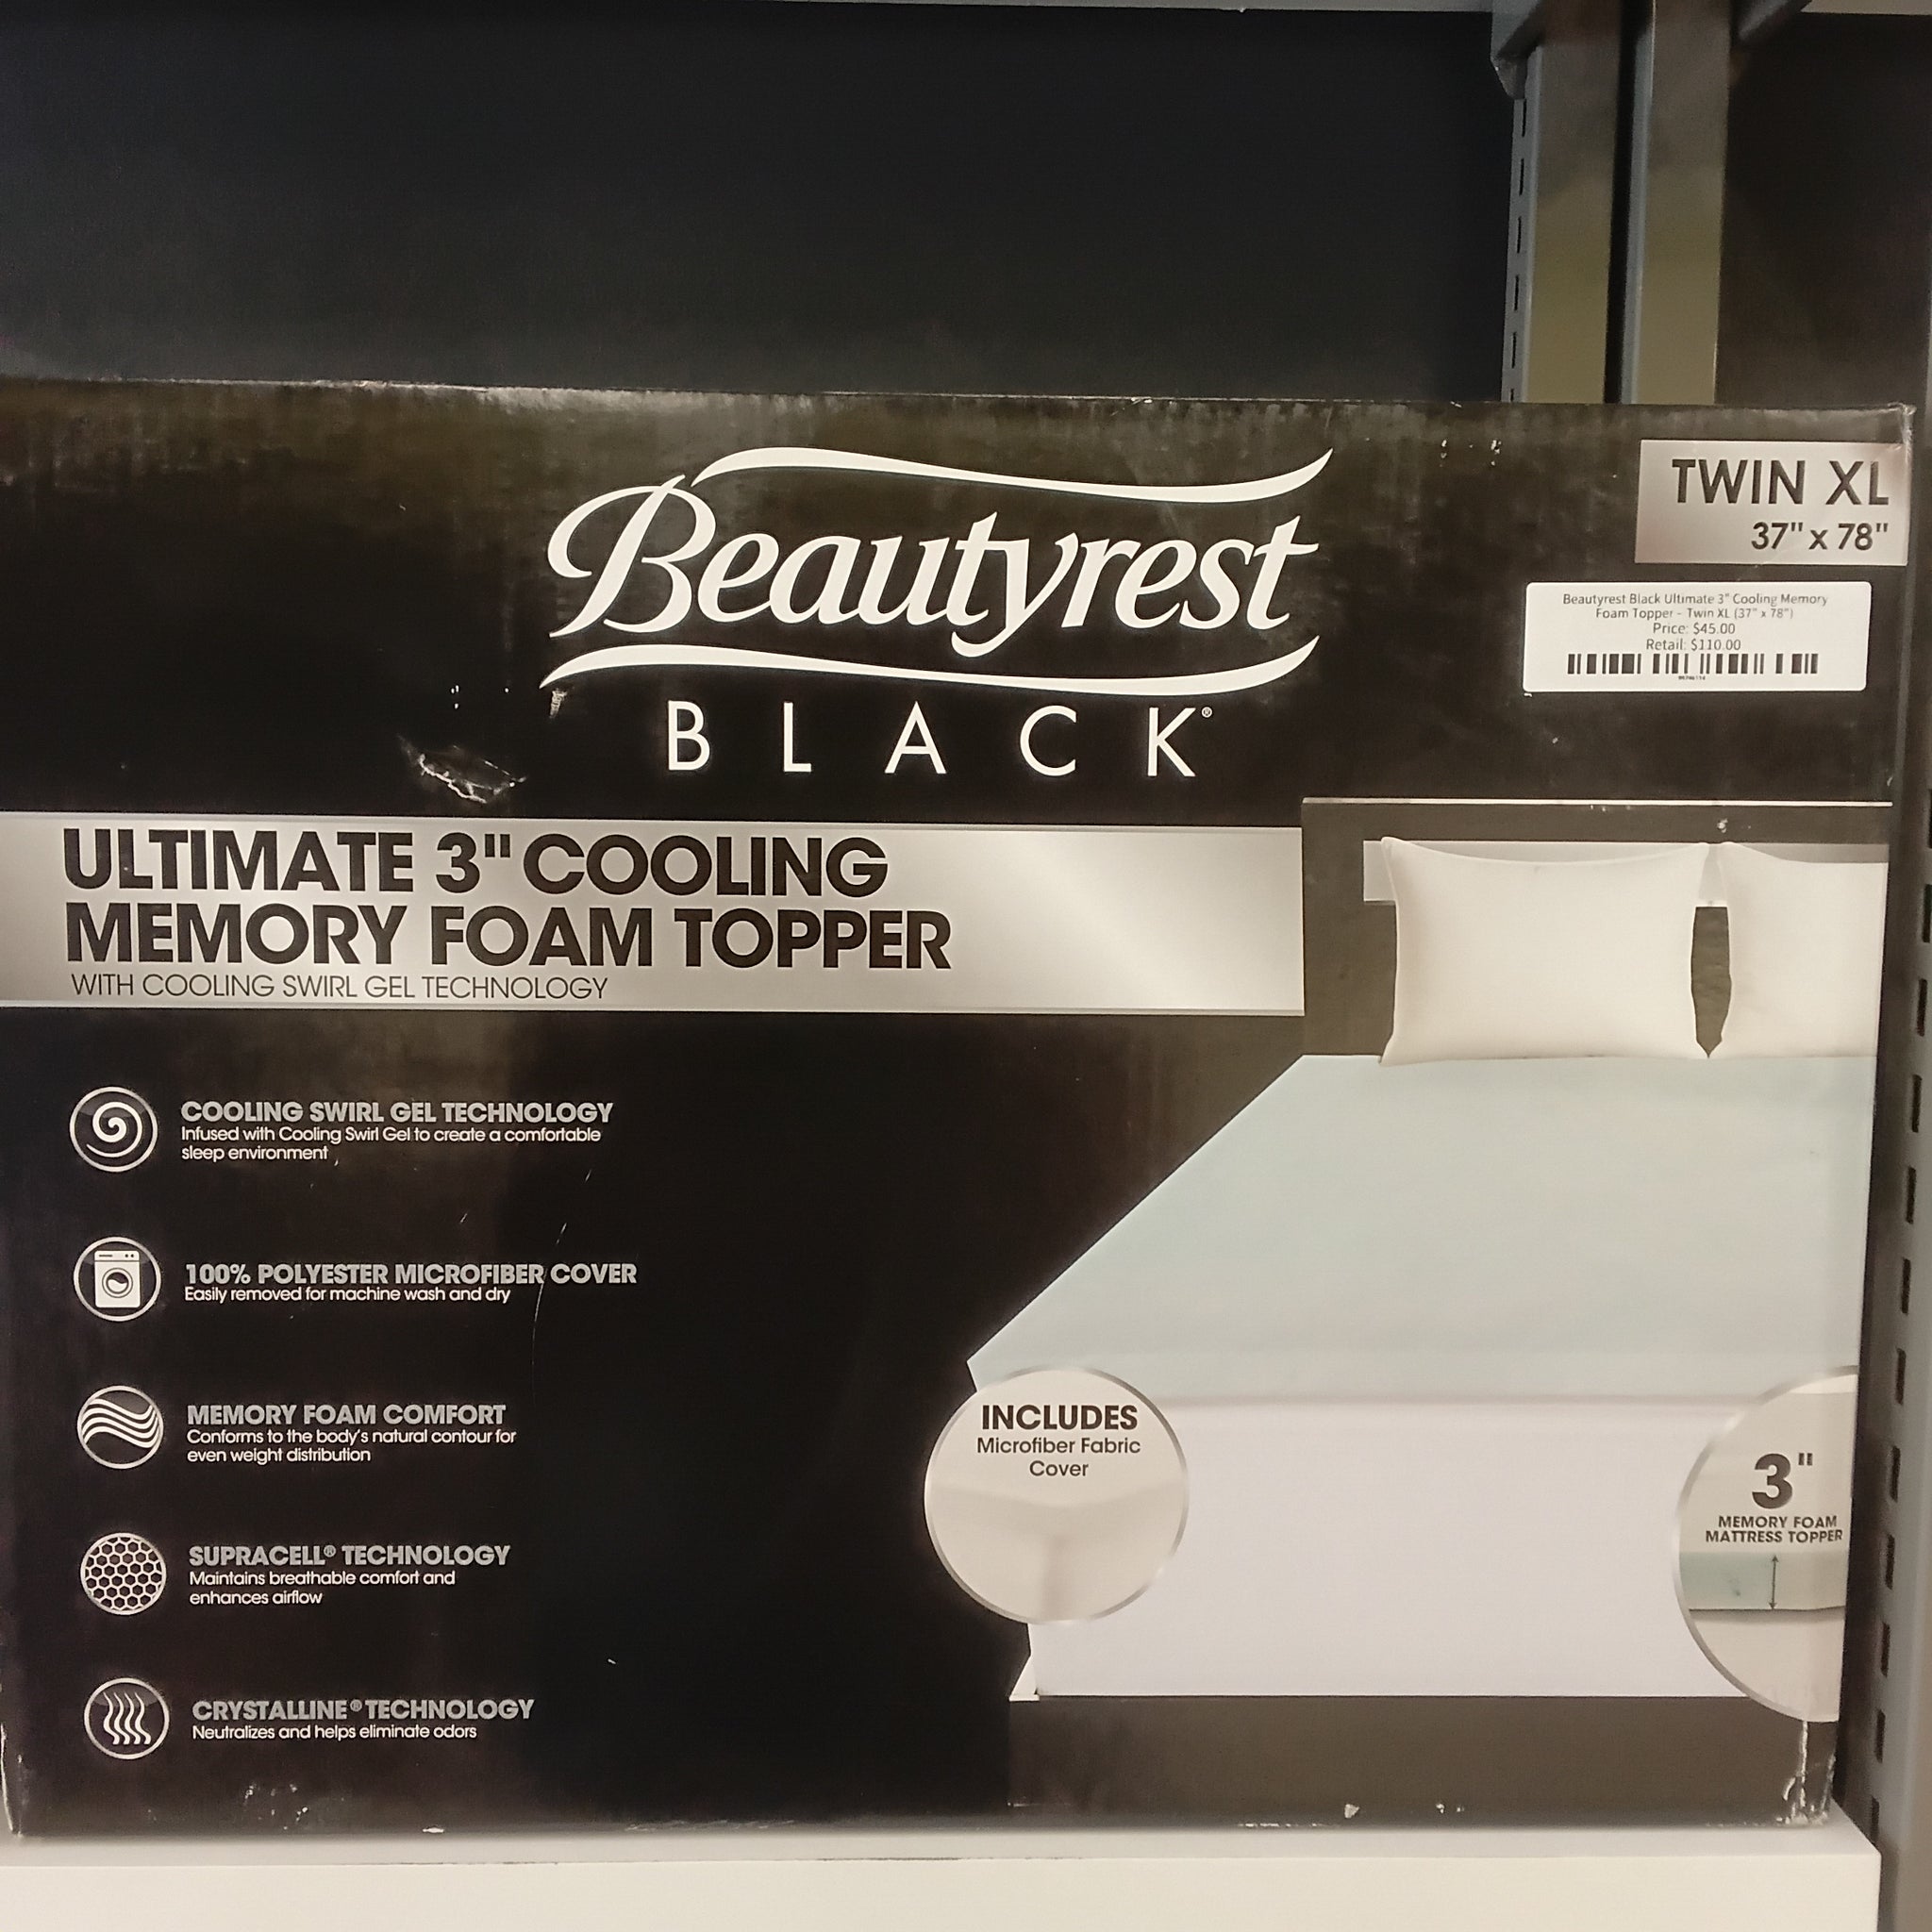 Beautyrest
BLACK®
TWIN XL
37" x 78"
Beautyrest Black Ultimate 3" Cooling Memory
Foam Topper - Twin XL (37" x 78")
Price: $45.00
Retail: $110.00
ULTIMATE 3" COOLING
MEMORY FOAM TOPPER
WITH COOLING SWIRL GEL TECHNOLOGY
COOLING SWIRL GEL TECHNOLOGY
Infused with Cooling Swirl Gel to create a comfortable
sleep environment
100% POLYESTER MICROFIBER COVER
Easily removed for machine wash and dry
MEMORY FOAM COMFORT
Conforms to the body's natural contour for
even weight distribution
SUPRACELL® TECHNOLOGY
Maintains breathable comfort and
enhances airflow
CRYSTALLINE® TECHNOLOGY
Neutralizes and helps eliminate odors
INCLUDES
Microfiber Fabric
Cover
3"
MEMORY FOAM
MATTRESS TOPPER